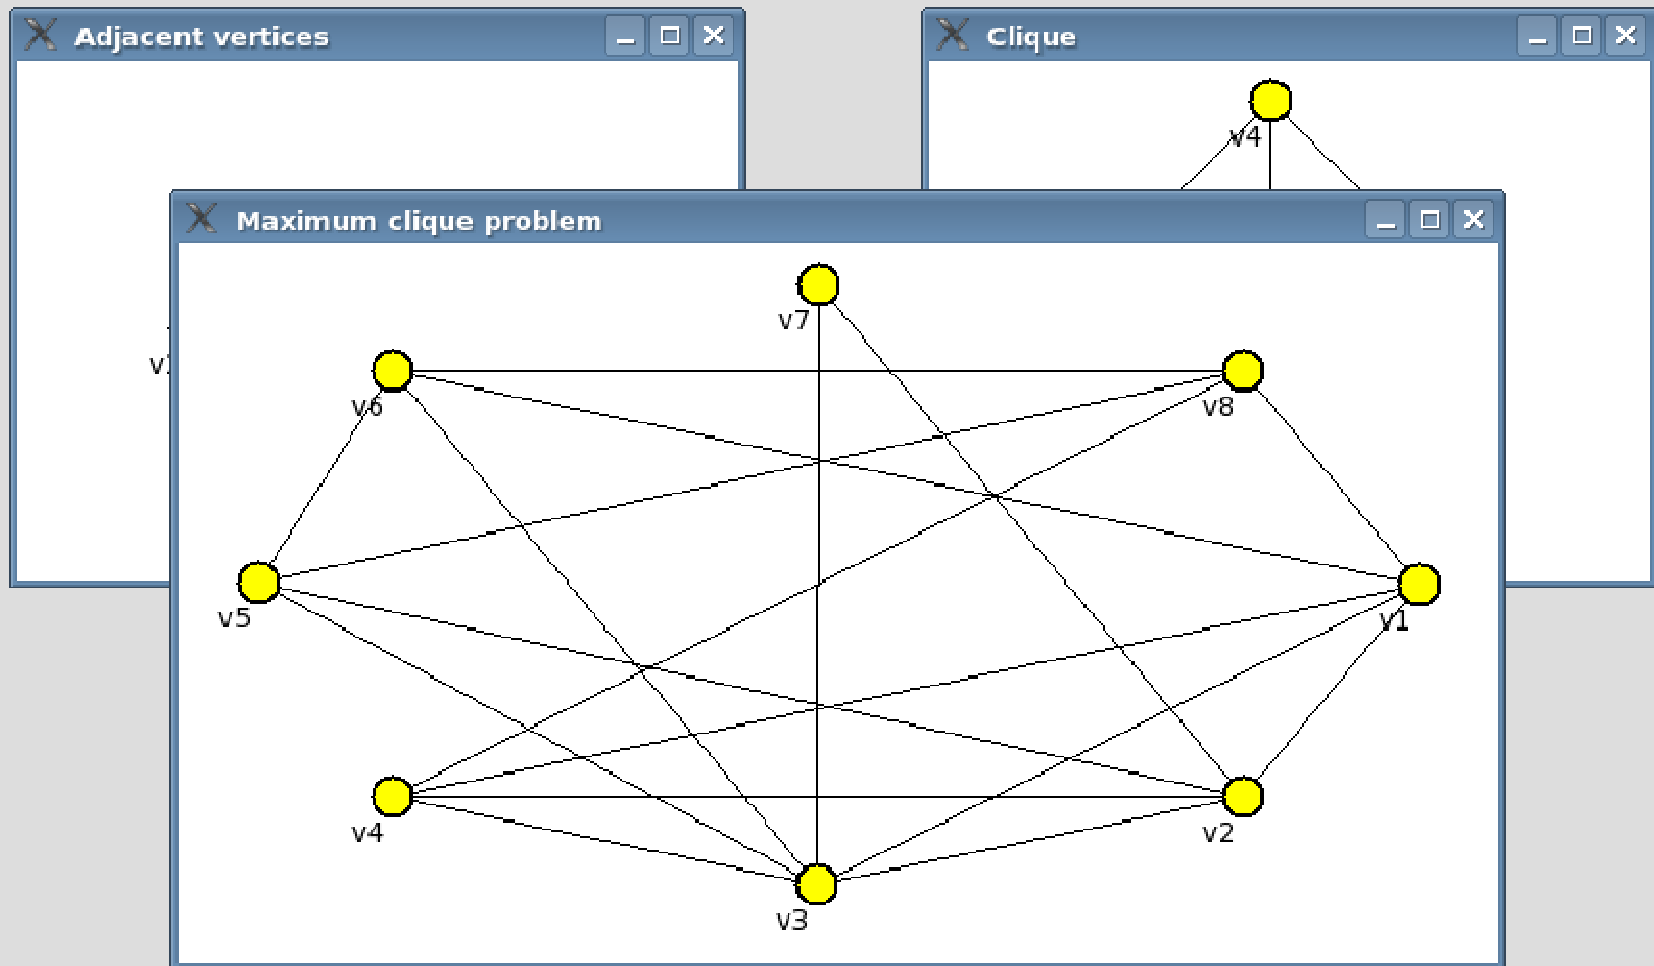 Adjacent vertices
Clique
v4
Maximum clique problem
v7
v6
v8
v5
v1
v4
v2
v3